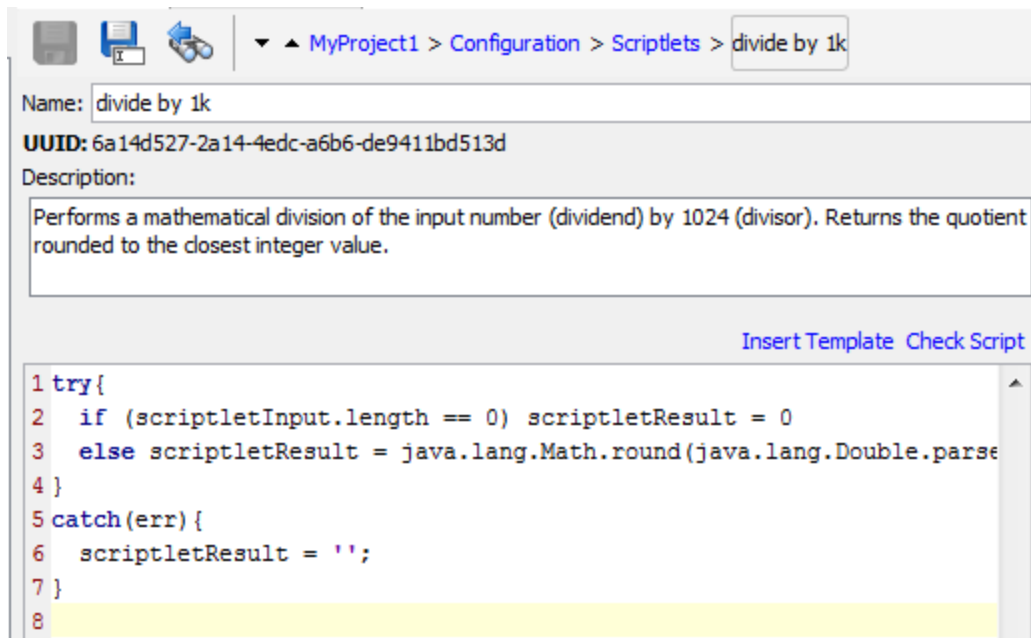 MyProject1 > Configuration > Scriptlets > divide by 1k
Name: divide by 1k
UUID: 6a14d527-2a14-4edc-a6b6-de9411bd513d
Description:
Performs a mathematical division of the input number (dividend) by 1024 (divisor). Returns the quotient
rounded to the closest integer value.
Insert Template Check Script
1 try{
2   if (scriptletInput.length == 0) scriptletResult = 0
3   else scriptletResult = java.lang.Math.round(java.lang.Double.parse
4 }
5 catch(err){
6   scriptletResult = '';
7 }
8